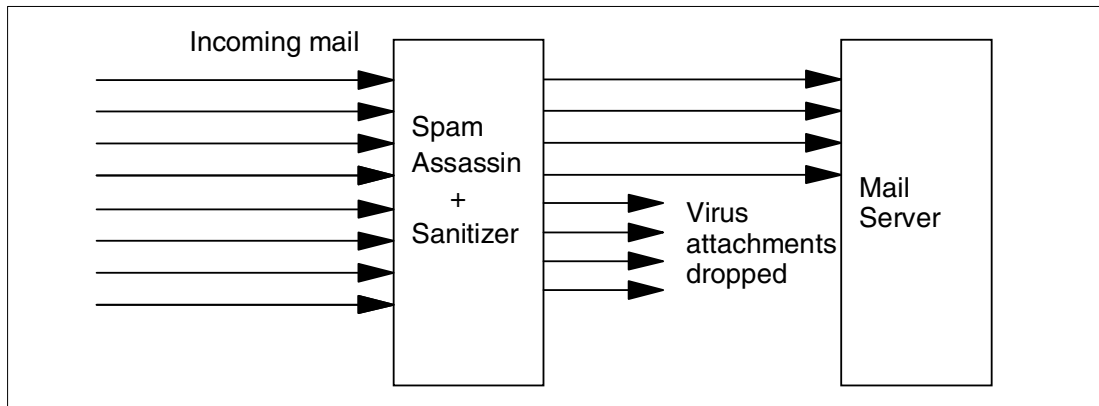 Incoming mail
Spam
Assassin
+
Sanitizer
Virus
attachments
dropped
Mail
Server